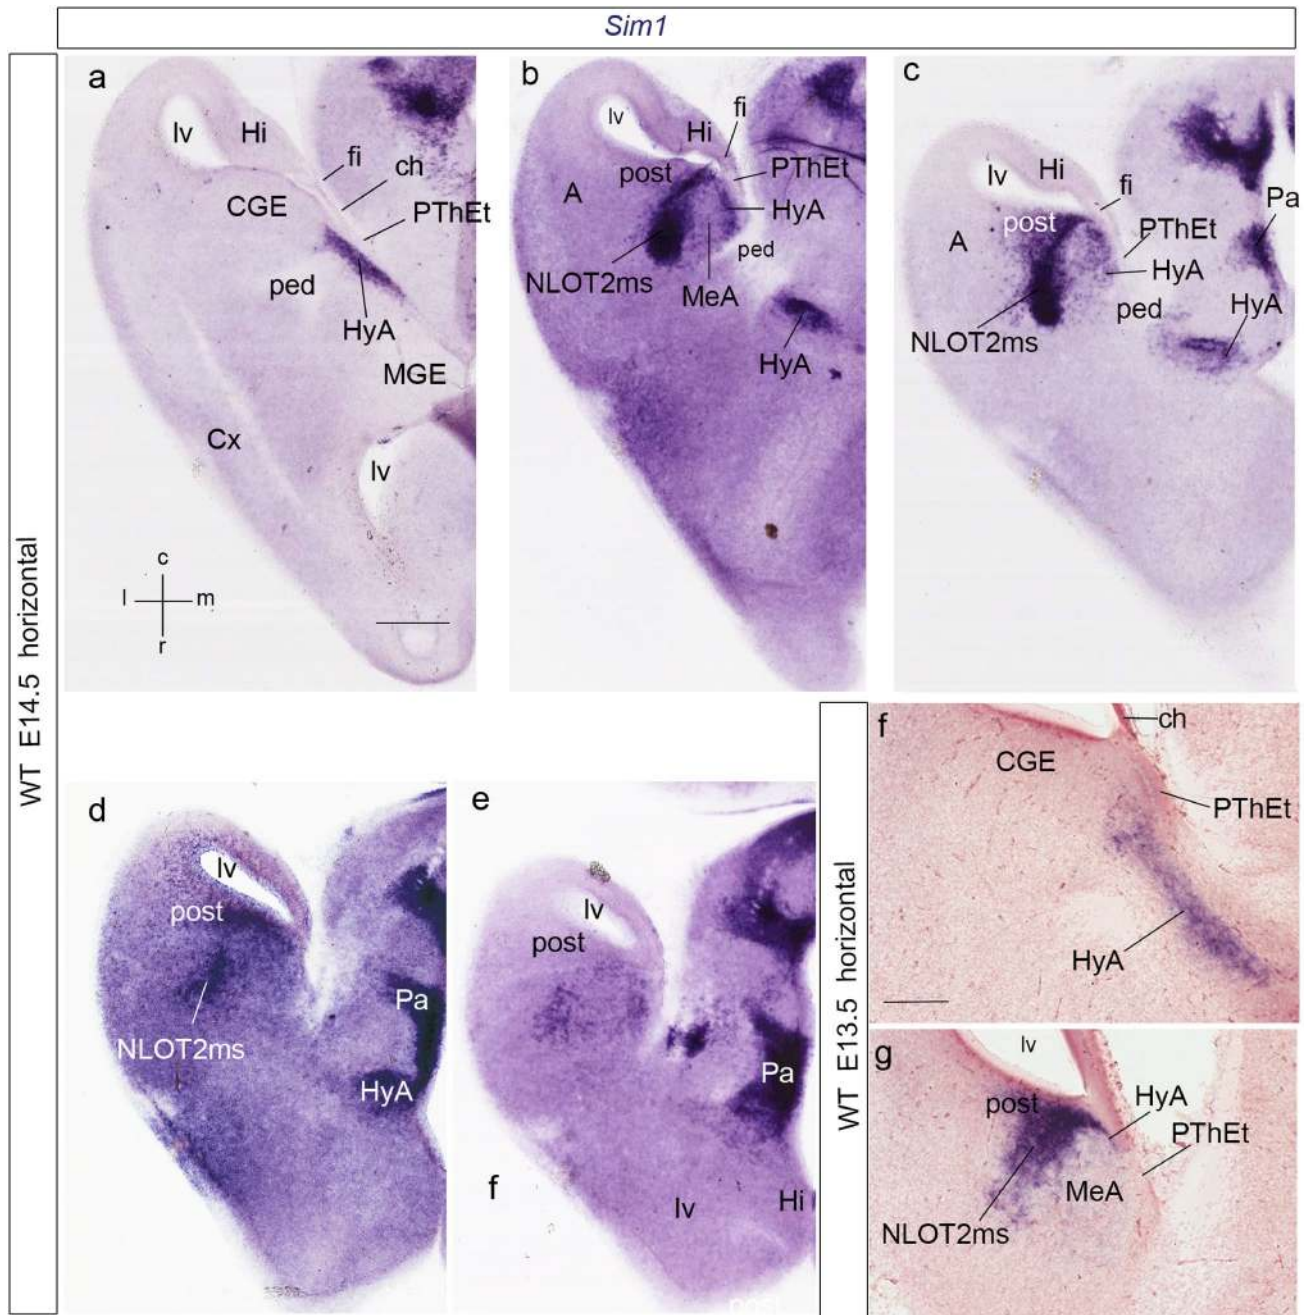 Sim1
WT E14.5 horizontal
a
lv
Hi
fi
ch
CGE
PThEt
ped
HyA
MGE
Cx
lv
c
l
m
r
b
lv
Hi
fi
post
PThEt
A
HyA
ped
NLOT2ms
MeA
HyA
c
lv
Hi
fi
Pa
post
A
PThEt
HyA
ped
HyA
NLOT2ms
d
lv
post
Pa
NLOT2ms
HyA
e
lv
post
Pa
f
lv
Hi
post
WT E13.5 horizontal
f
ch
CGE
PThEt
HyA
g
lv
post
HyA
PThEt
MeA
NLOT2ms